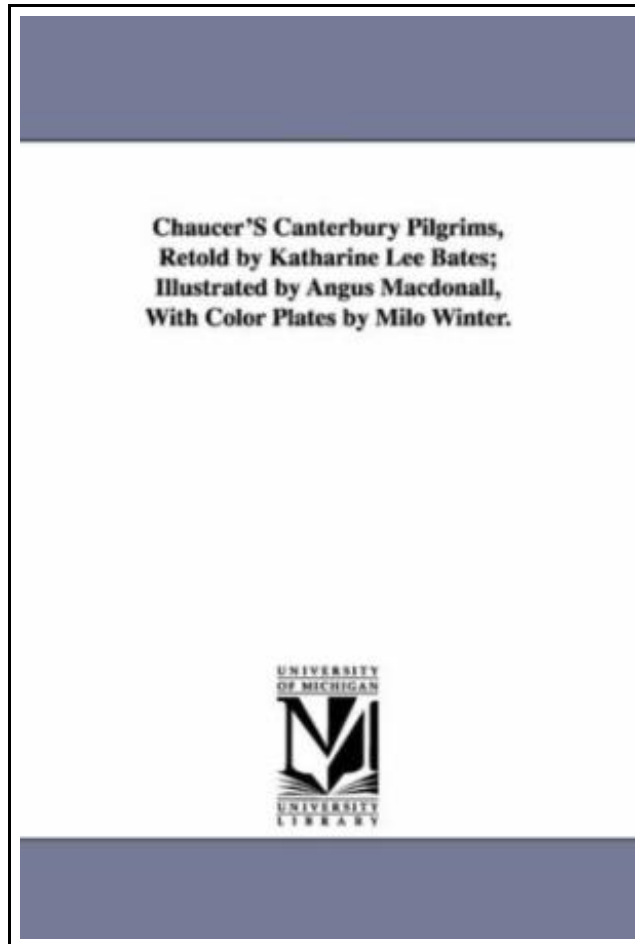 Chaucer'S Canterbury Pilgrims,
Retold by Katharine Lee Bates;
Illustrated by Angus Macdonall,
With Color Plates by Milo Winter.
UNIVERSITY
OF MICHIGAN
UNIVERSITY
LIBRARY